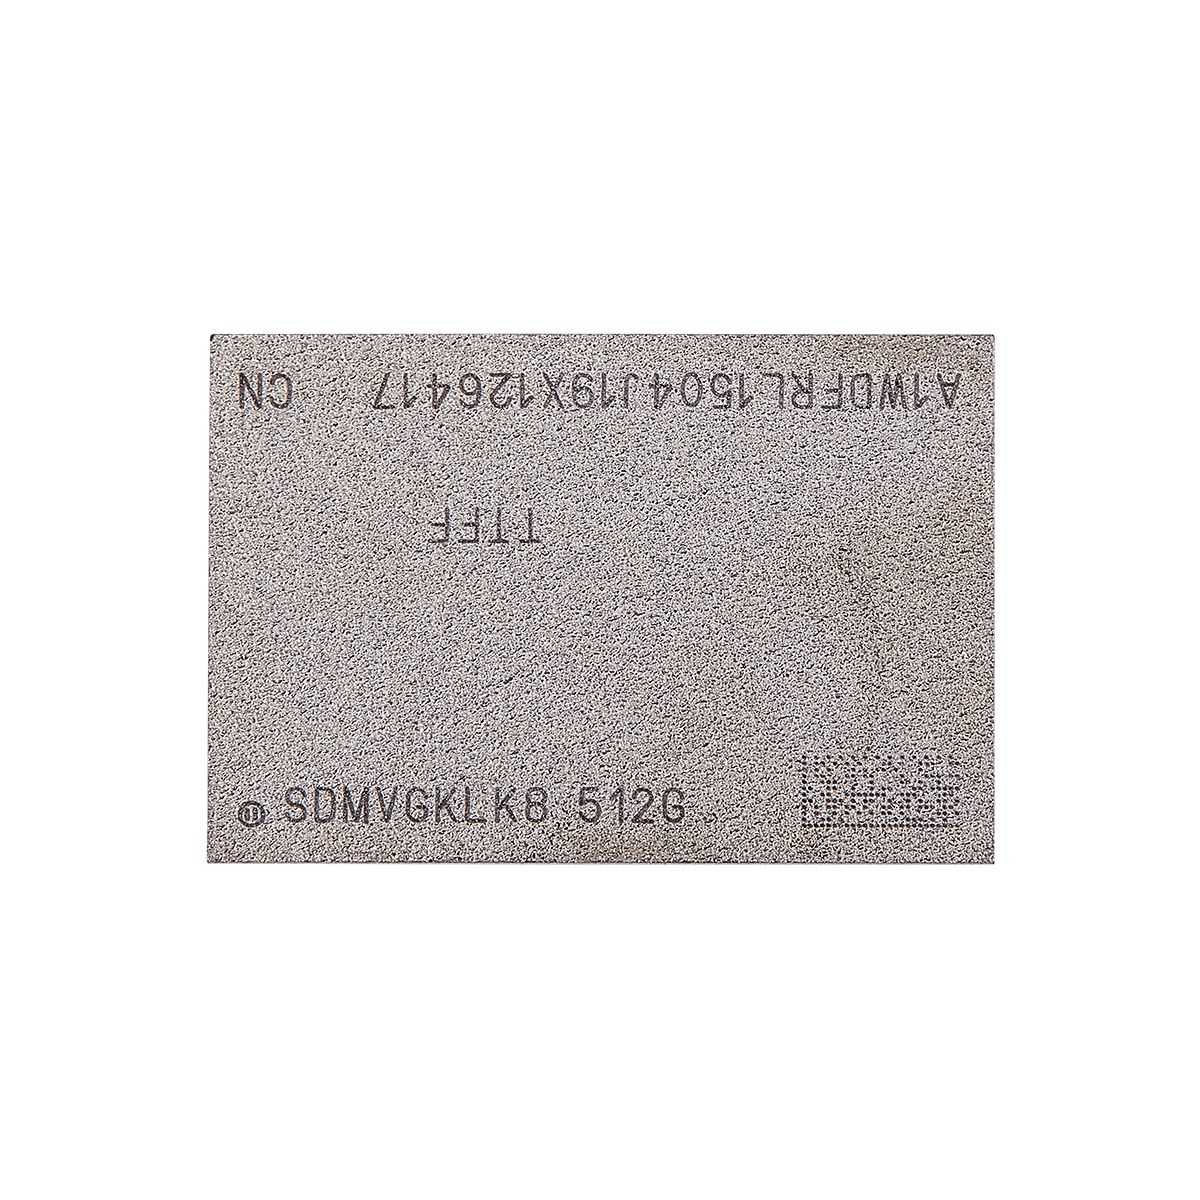 A1WDFRL1504J19X126417 CN
TTFF
SDMVGKLK8 512G